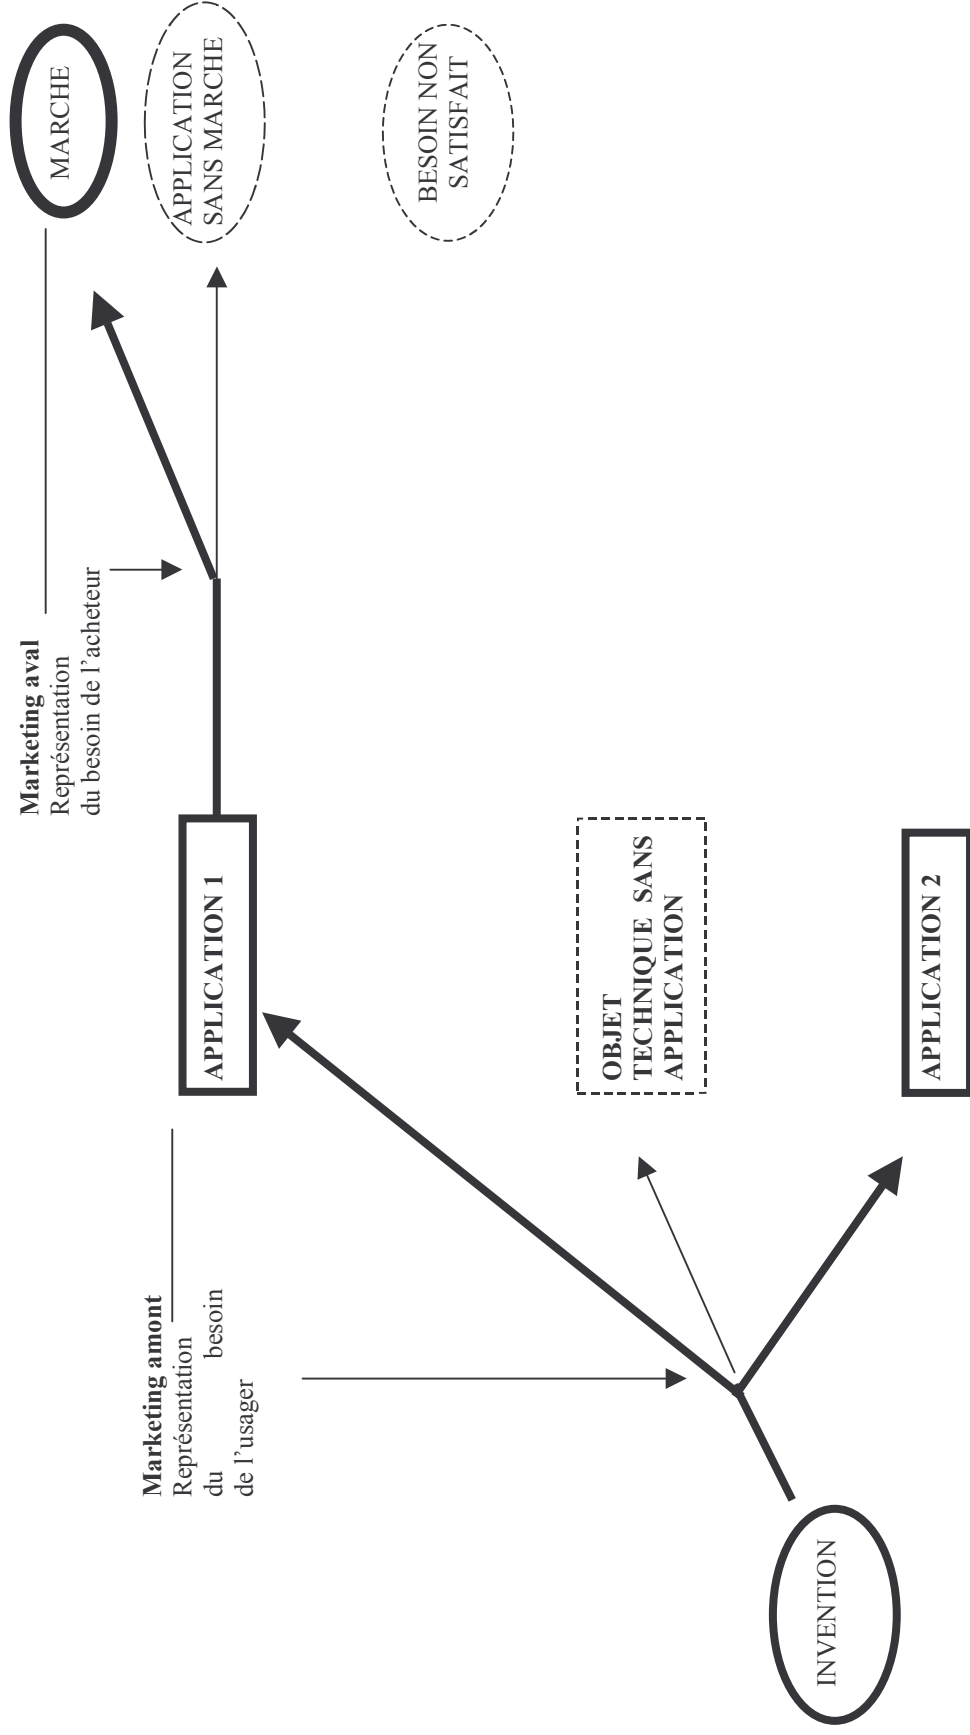 MARCHE
Marketing aval
Représentation
du besoin de l’acheteur
APPLICATION
SANS MARCHE
Marketing amont
Représentation
du besoin
de l’usager
APPLICATION 1
BESOIN NON
SATISFAIT
OBJET
TECHNIQUE SANS
APPLICATION
INVENTION
APPLICATION 2